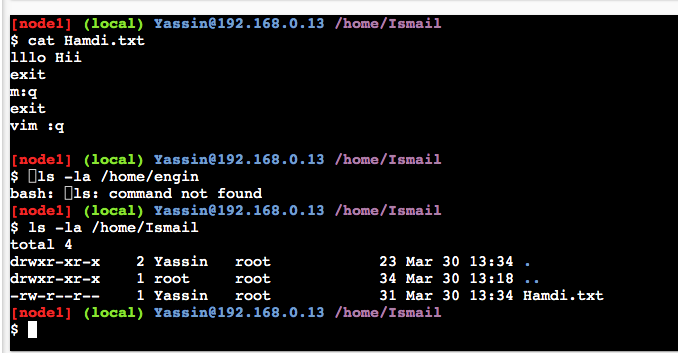 [node1] (local) Yassin@192.168.0.13 /home/Ismail
$ cat Hamdi.txt
lllo Hii
exit
m:q
exit
vim :q
[node1] (local) Yassin@192.168.0.13 /home/Ismail
$ ls -la /home/engin
bash: ls: command not found
[node1] (local) Yassin@192.168.0.13 /home/Ismail
$ ls -la /home/Ismail
total 4
drwxr-xr-x    2 Yassin   root            23 Mar 30 13:34 .
drwxr-xr-x    1 root     root            34 Mar 30 13:18 ..
-rw-r--r--    1 Yassin   root            31 Mar 30 13:34 Hamdi.txt
[node1] (local) Yassin@192.168.0.13 /home/Ismail
$